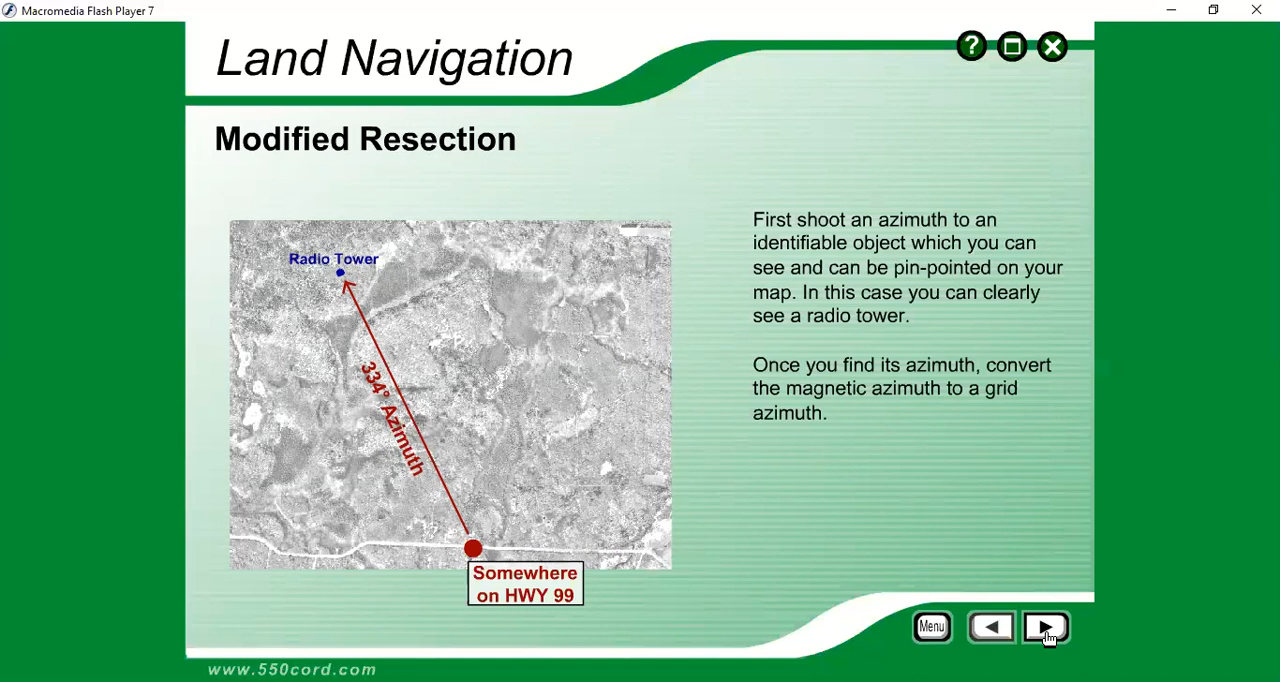 Macromedia Flash Player 7
Land Navigation
?
Modified Resection
Radio Tower
334° Azimuth
Somewhere
on HWY 99
First shoot an azimuth to an
identifiable object which you can
see and can be pin-pointed on your
map. In this case you can clearly
see a radio tower.
Once you find its azimuth, convert
the magnetic azimuth to a grid
azimuth.
Menu
www.550cord.com